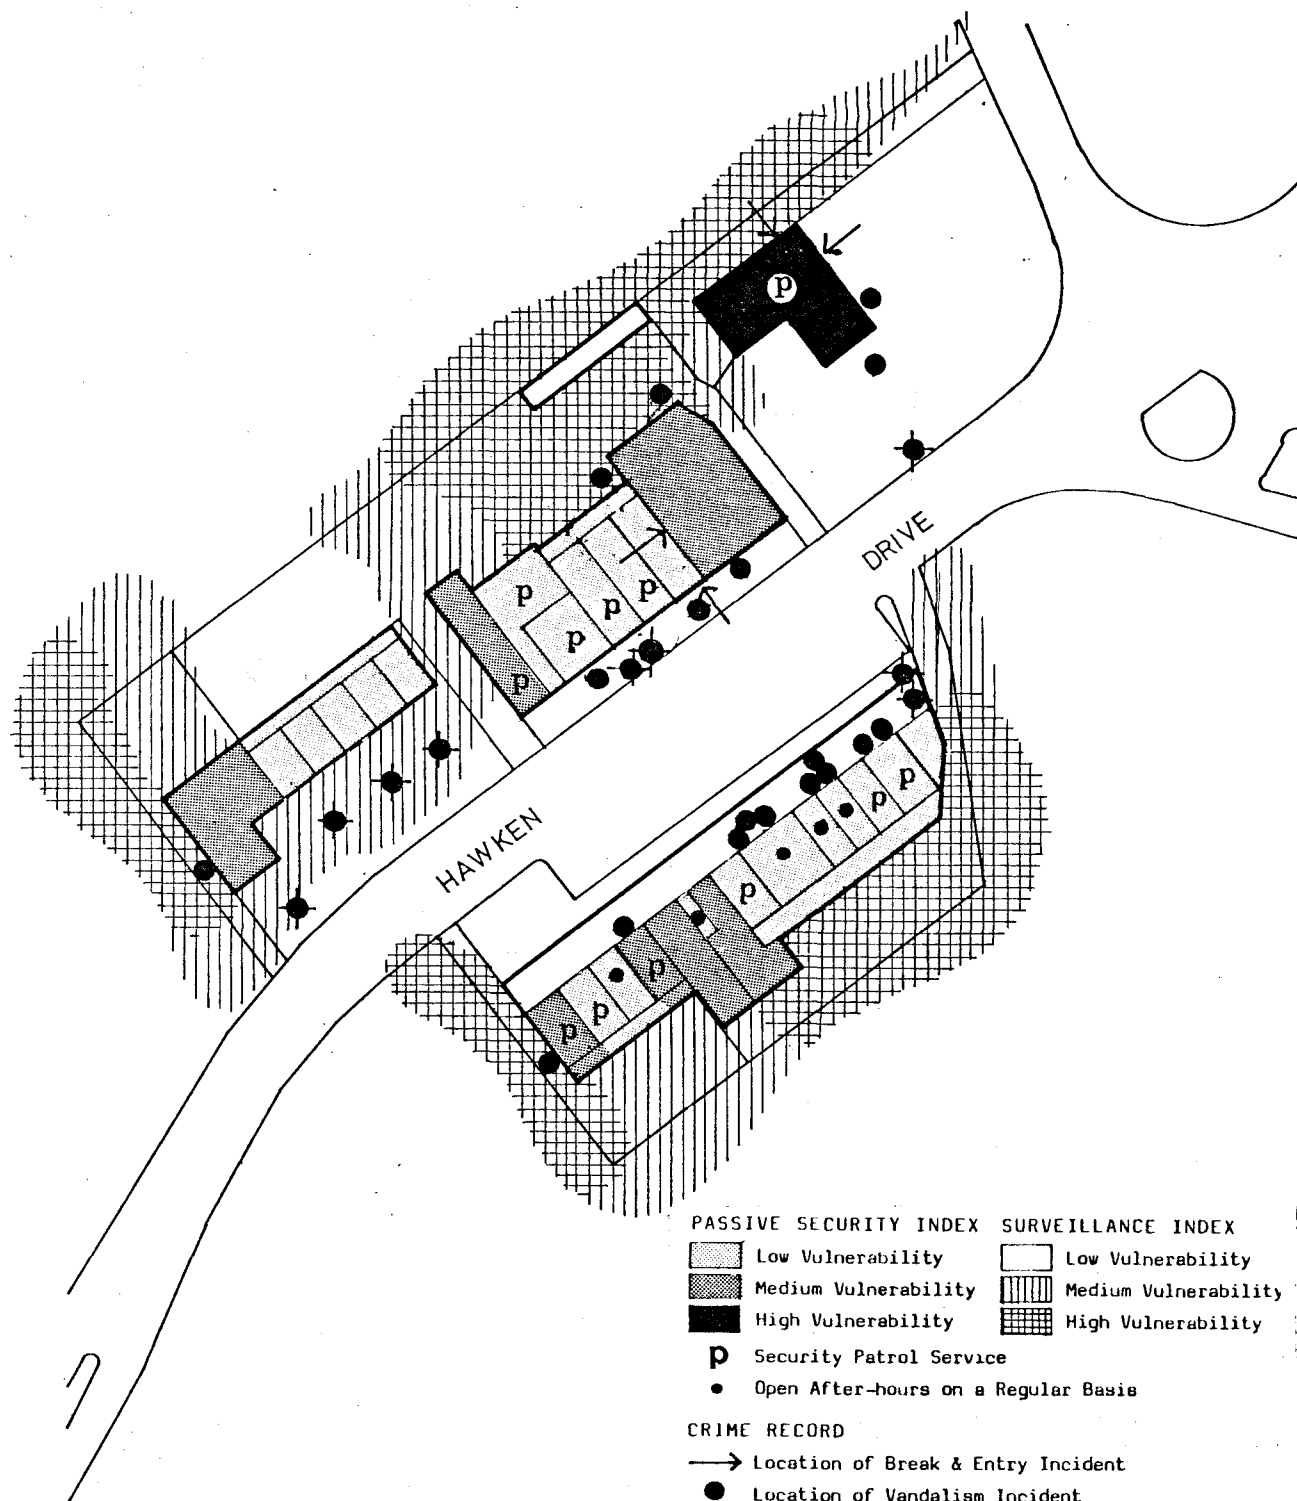 p
DRIVE
p
p
p
p
p
p
p
HAWKEN
p
p
p
p
PASSIVE SECURITY INDEX SURVEILLANCE INDEX
Low Vulnerability Low Vulnerability
Medium Vulnerability Medium Vulnerability
High Vulnerability High Vulnerability
p Security Patrol Service
Open After-hours on a Regular Basis
CRIME RECORD
Location of Break & Entry Incident
Location of Vandalism Incident